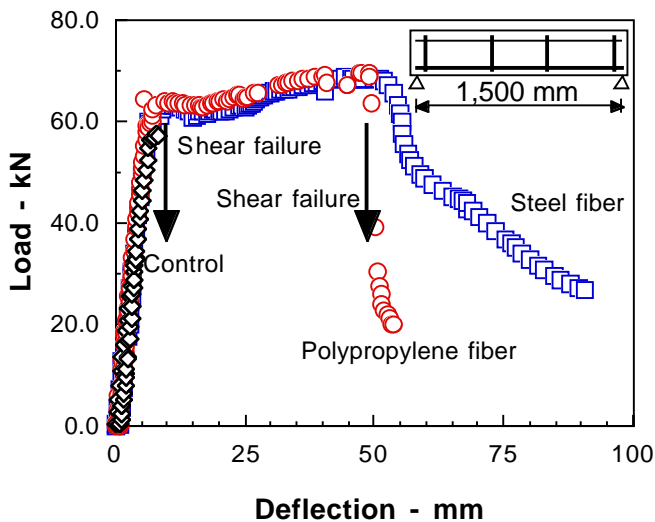 80.0
60.0
40.0
20.0
0.0
Load - kN
1,500 mm
Shear failure
Shear failure
Steel fiber
Control
Polypropylene fiber
0
25
50
75
100
Deflection - mm